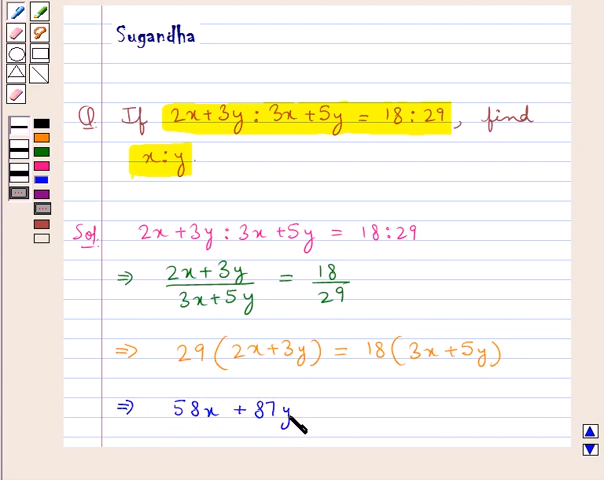 Sugandha
Q. If 2x+3y : 3x+5y = 18:29, find
x:y.
Sol. 2x+3y : 3x+5y = 18:29
⇒ (2x+3y)/(3x+5y) = 18/29
⇒ 29(2x+3y) = 18(3x+5y)
⇒ 58x + 87y